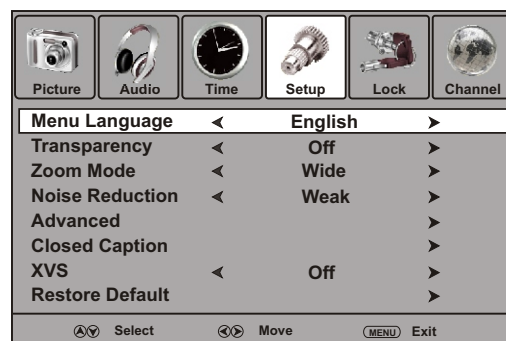 Picture Audio Time Setup Lock Channel
Menu Language English
Transparency Off
Zoom Mode Wide
Noise Reduction Weak
Advanced
Closed Caption
XVS Off
Restore Default
Select Move MENU Exit